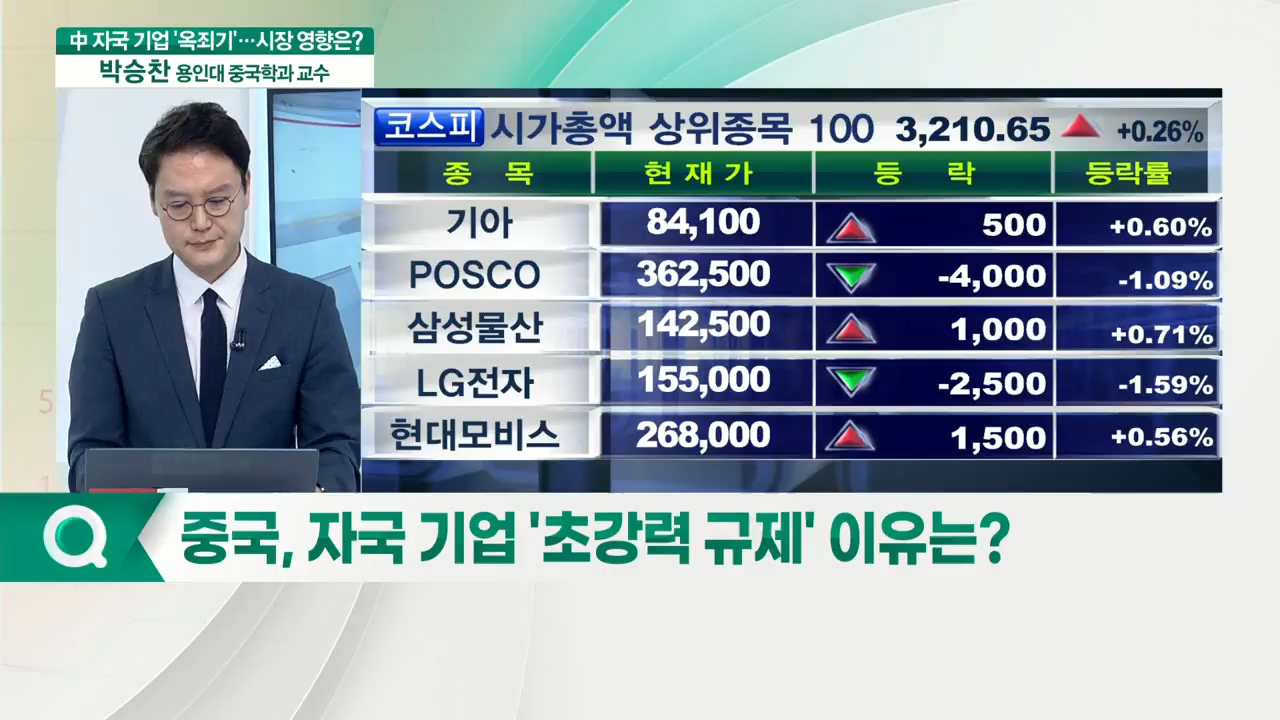 中 자국 기업 '옥죄기'…시장 영향은?
박승찬 용인대 중국학과 교수
코스피 시가총액 상위종목 100 3,210.65 +0.26%
종 목 현 재 가 등 락 등락률
기아 84,100 500 +0.60%
POSCO 362,500 -4,000 -1.09%
삼성물산 142,500 1,000 +0.71%
LG전자 155,000 -2,500 -1.59%
현대모비스 268,000 1,500 +0.56%
중국, 자국 기업 '초강력 규제' 이유는?